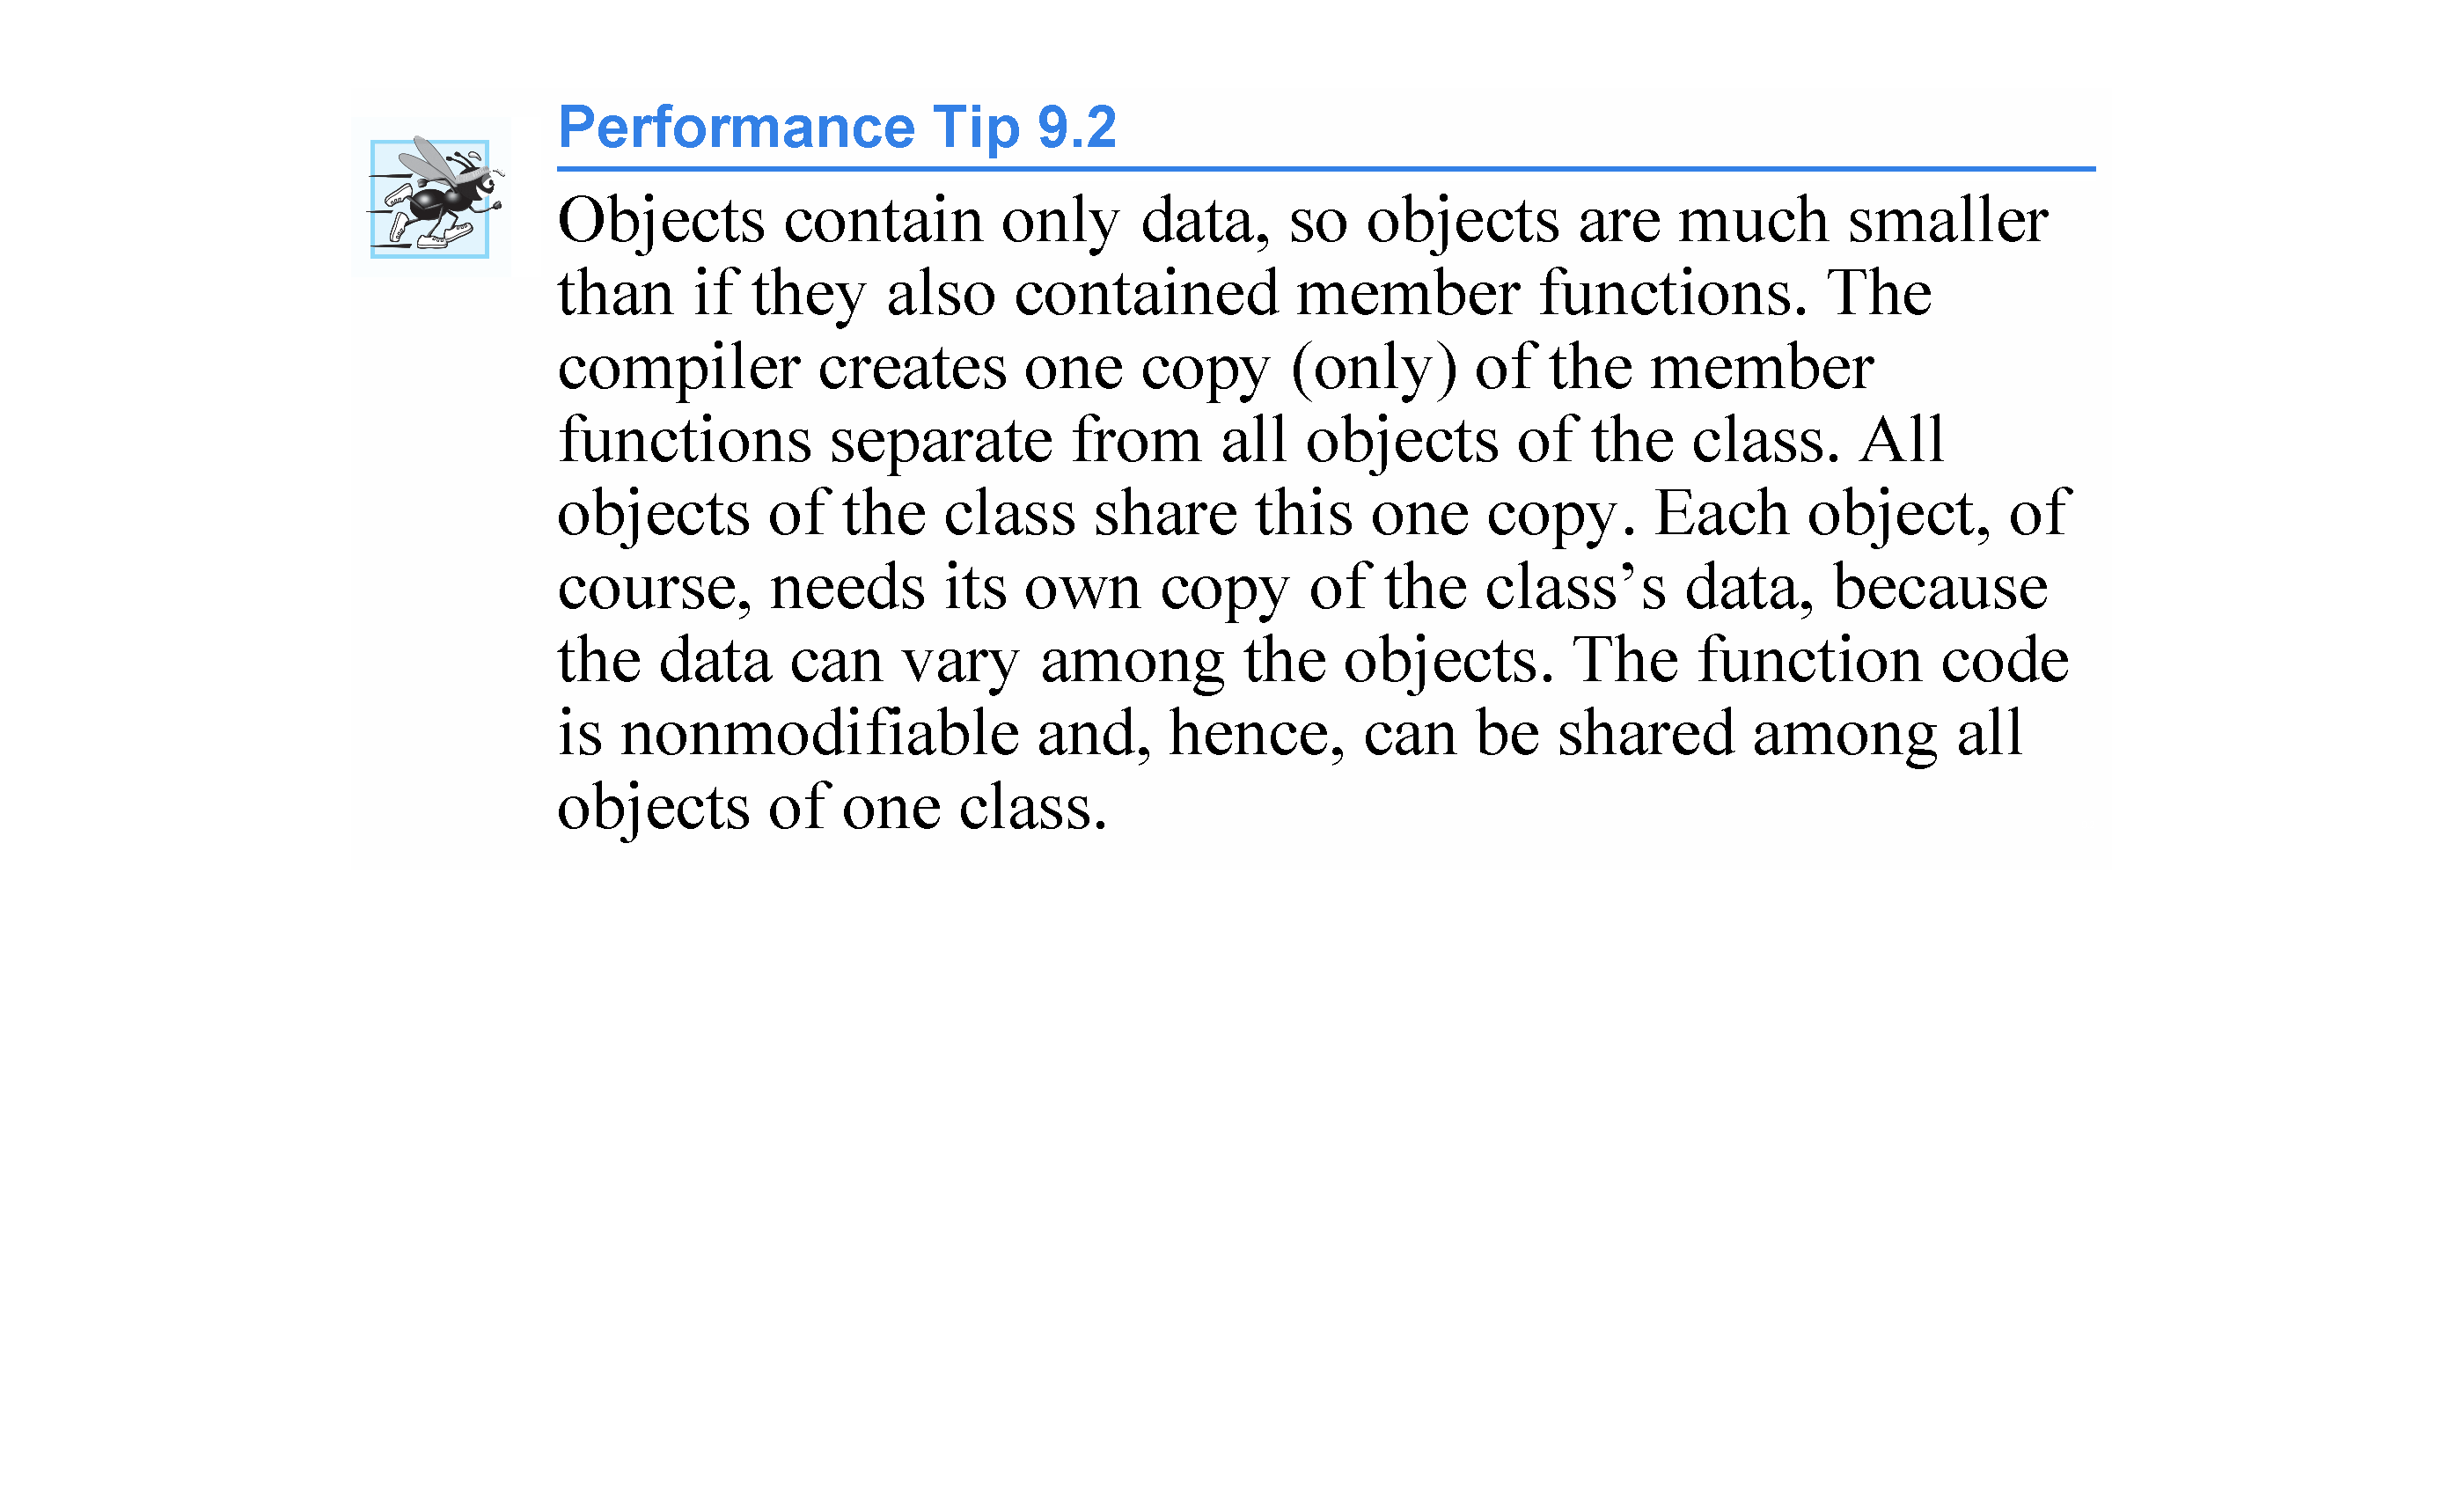 Performance Tip 9.2
Objects contain only data, so objects are much smaller
than if they also contained member functions. The
compiler creates one copy (only) of the member
functions separate from all objects of the class. All
objects of the class share this one copy. Each object, of
course, needs its own copy of the class’s data, because
the data can vary among the objects. The function code
is nonmodifiable and, hence, can be shared among all
objects of one class.